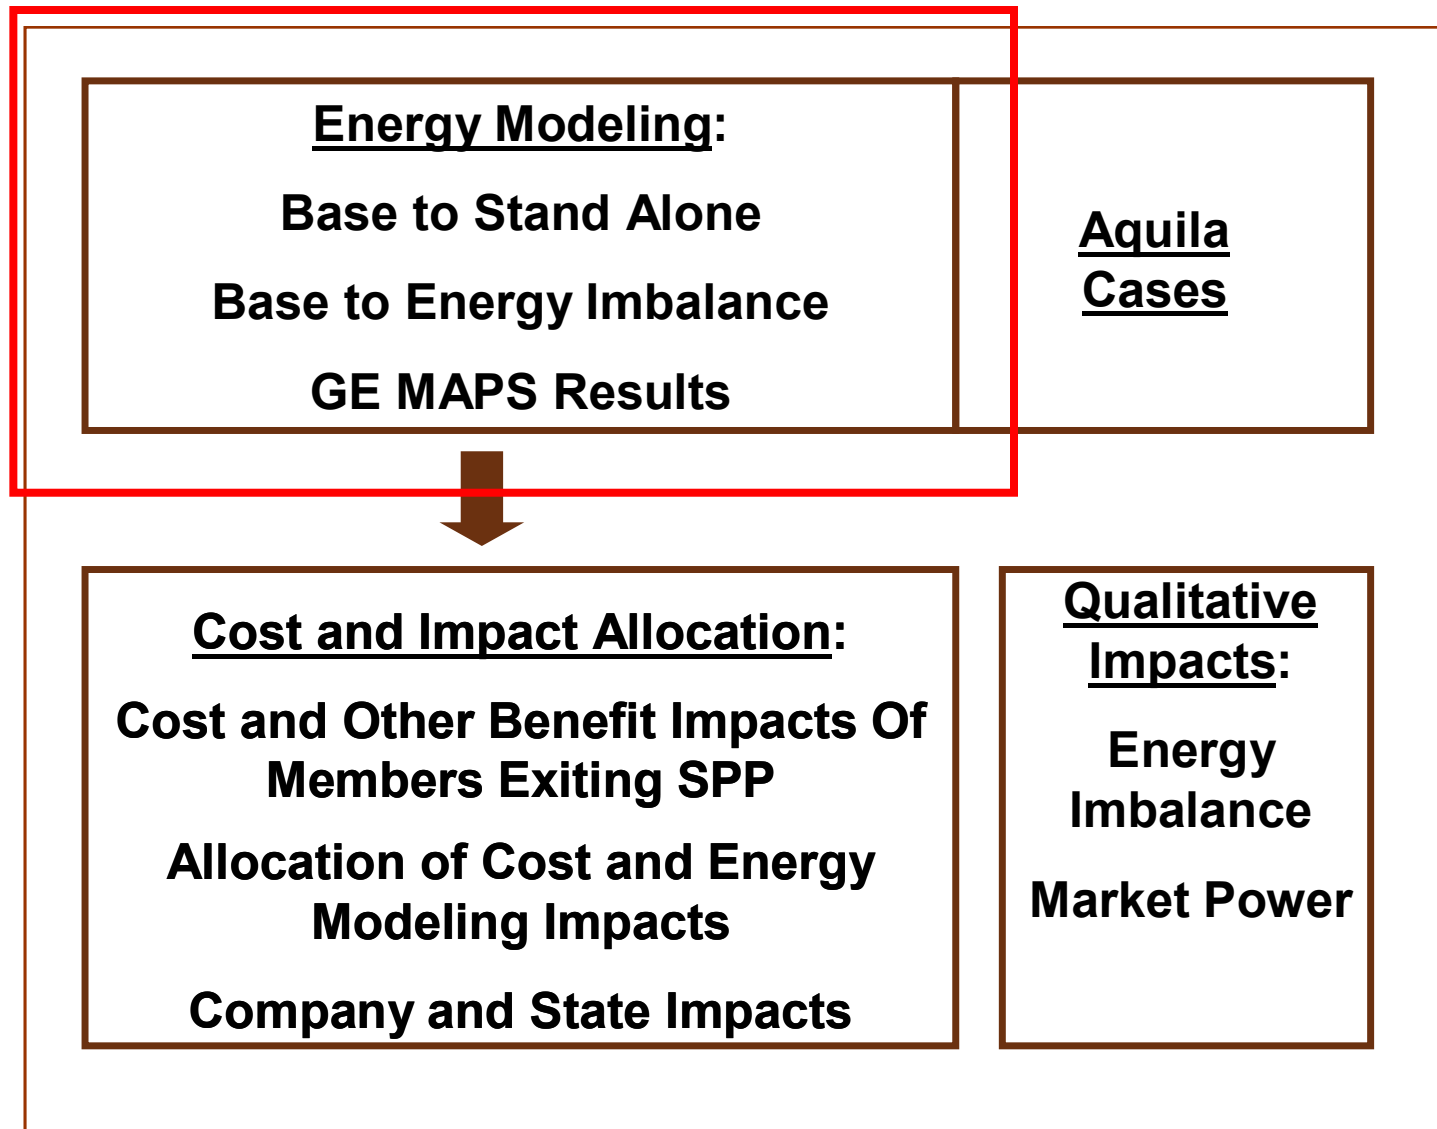 Energy Modeling:
Base to Stand Alone
Base to Energy Imbalance
GE MAPS Results
Aquila
Cases
Cost and Impact Allocation:
Cost and Other Benefit Impacts Of
Members Exiting SPP
Allocation of Cost and Energy
Modeling Impacts
Company and State Impacts
Qualitative
Impacts:
Energy
Imbalance
Market Power